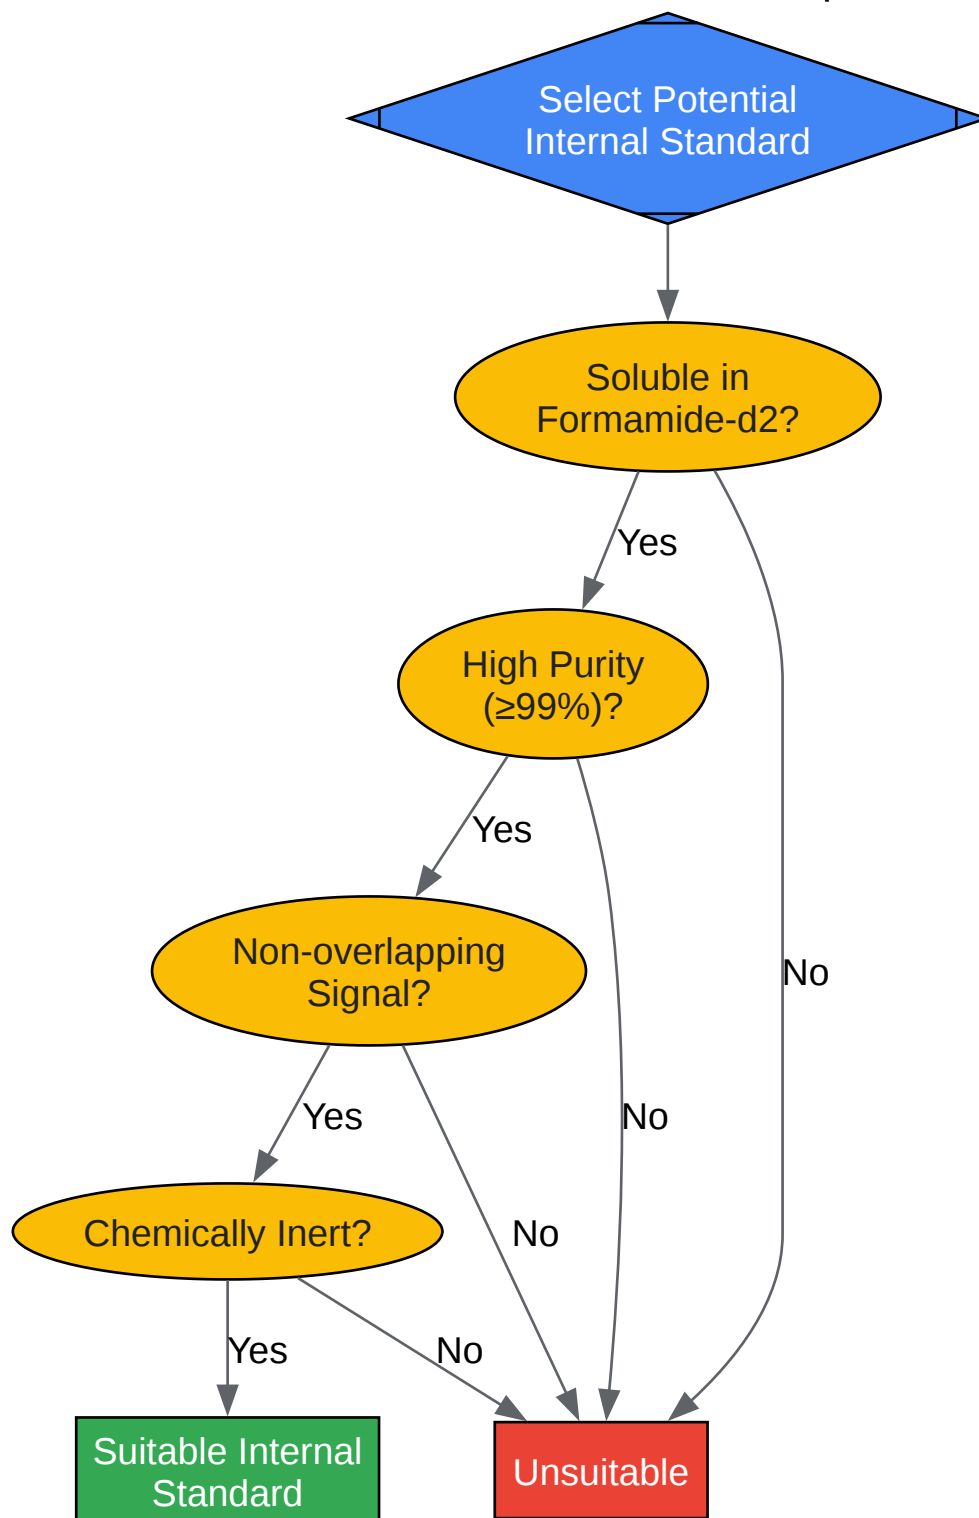 Select Potential
Internal Standard
Soluble in
Formamide-d2?
Yes
High Purity
(≥99%)?
Yes
Non-overlapping
Signal?
No
Yes
No
Chemically Inert?
No
Yes
No
Suitable Internal
Standard
Unsuitable